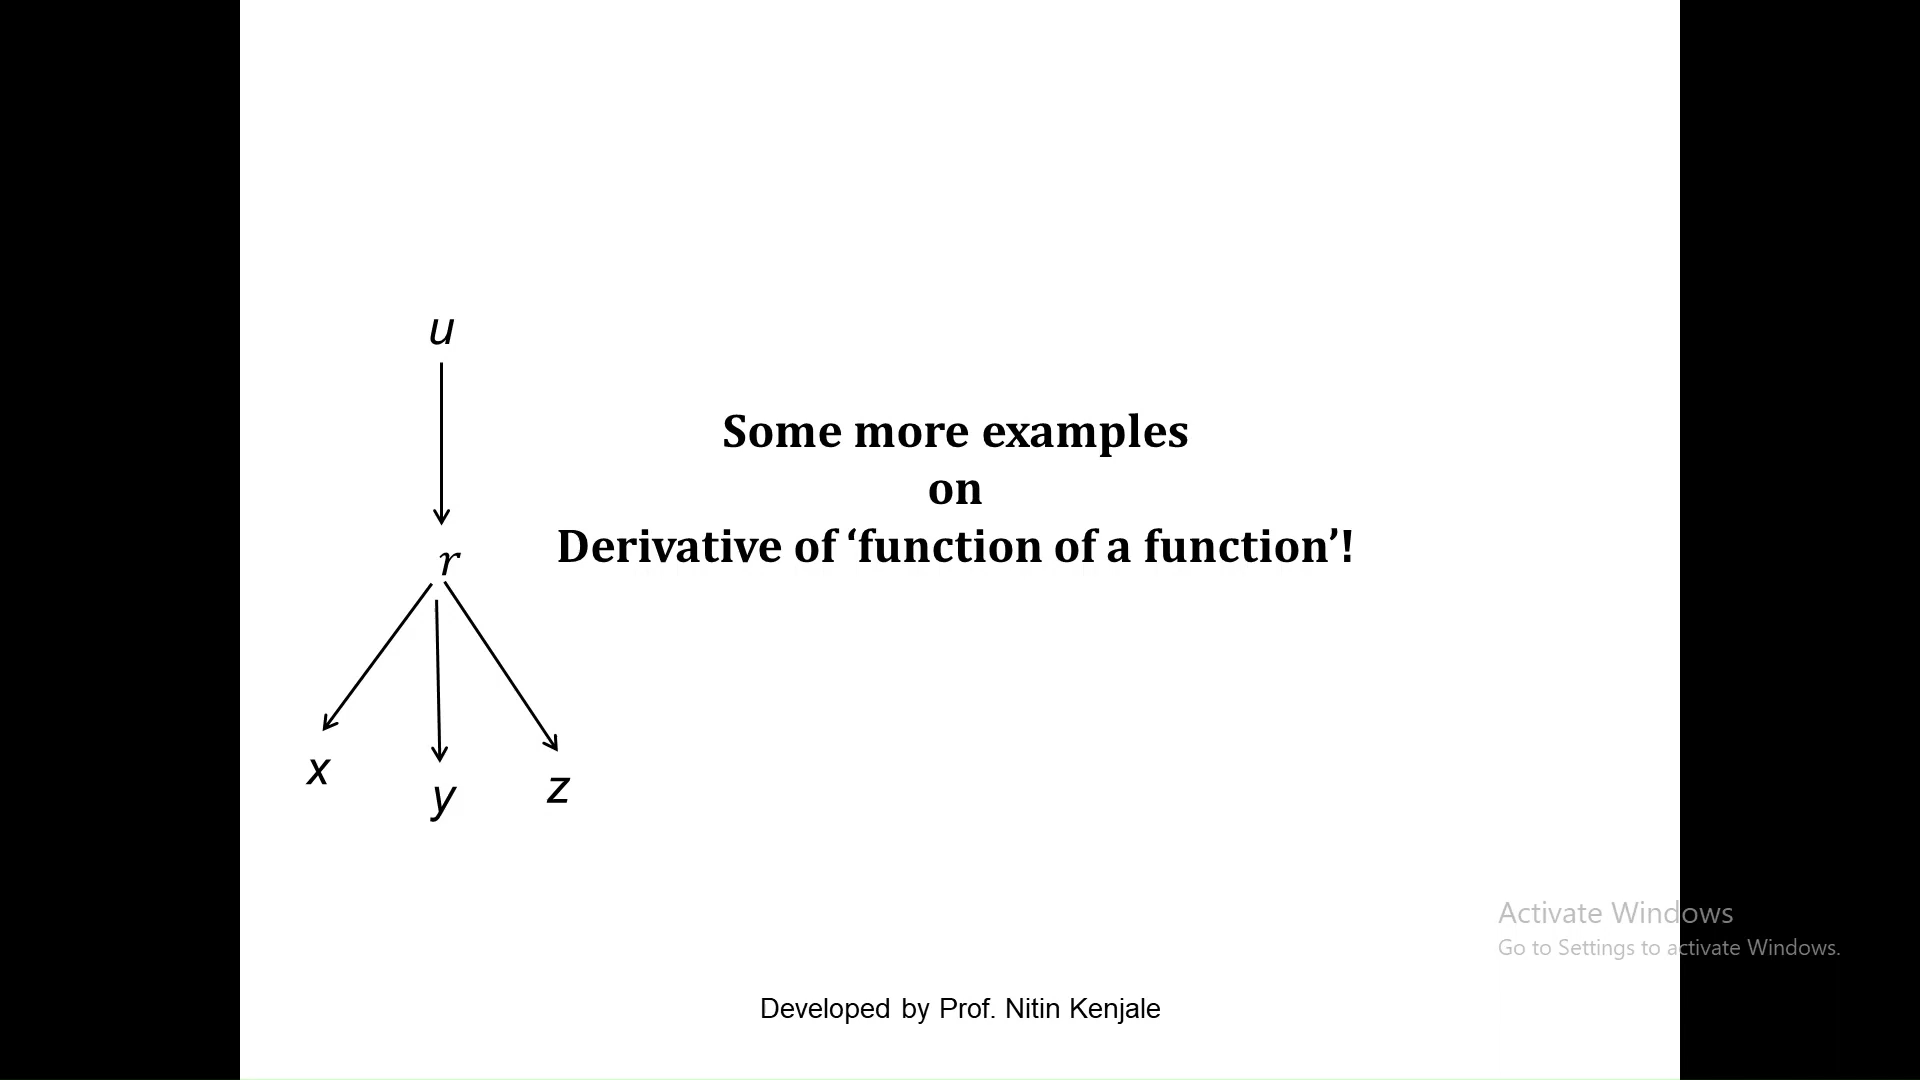 u
Some more examples
on
Derivative of ‘function of a function’!
r
x
y
z
Activate Windows
Go to Settings to activate Windows.
Developed by Prof. Nitin Kenjale